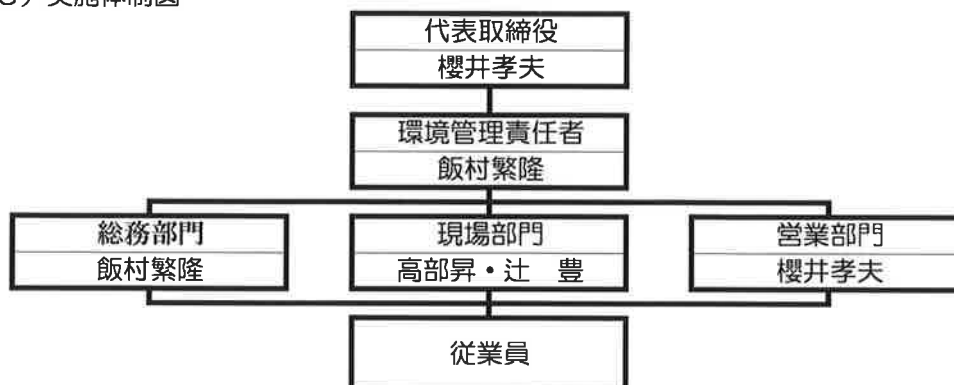 実施体制図
代表取締役
櫻井孝夫
環境管理責任者
飯村繁隆
総務部門
飯村繁隆
現場部門
高部昇・辻　豊
営業部門
櫻井孝夫
従業員